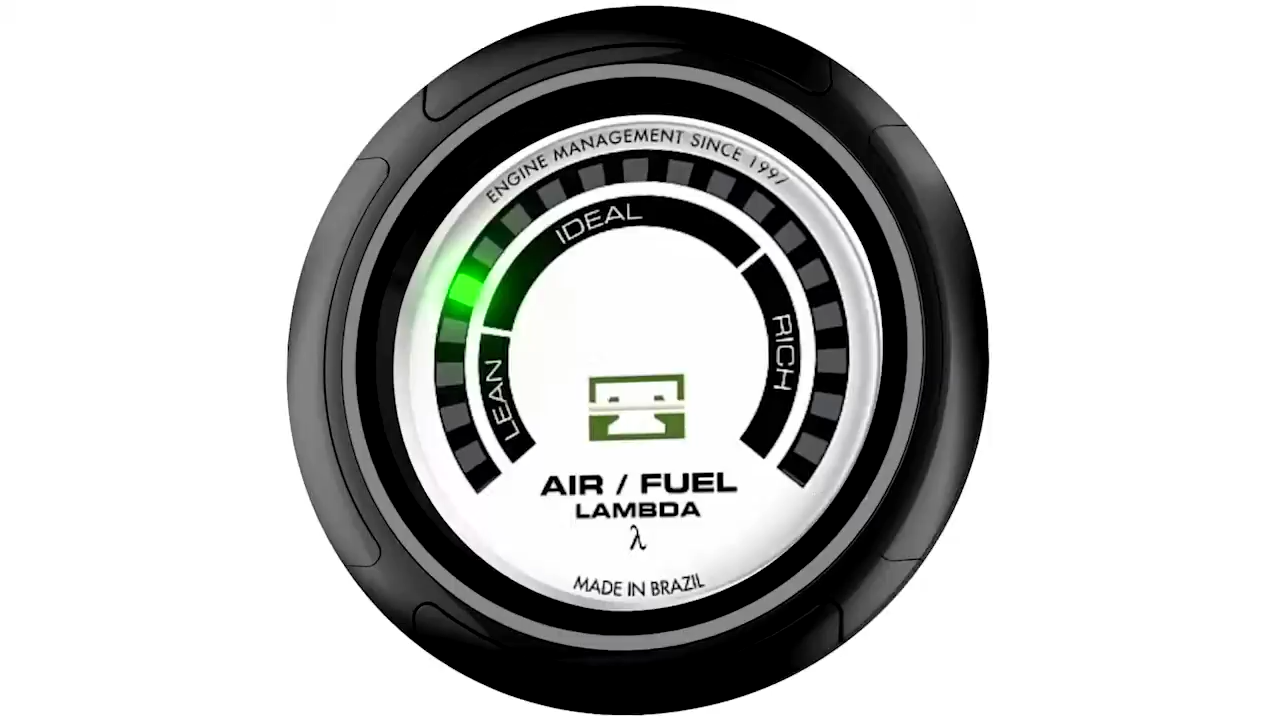 ENGINE MANAGEMENT SINCE 1997
IDEAL
LEAN
RICH
AIR / FUEL
LAMBDA
λ
MADE IN BRAZIL